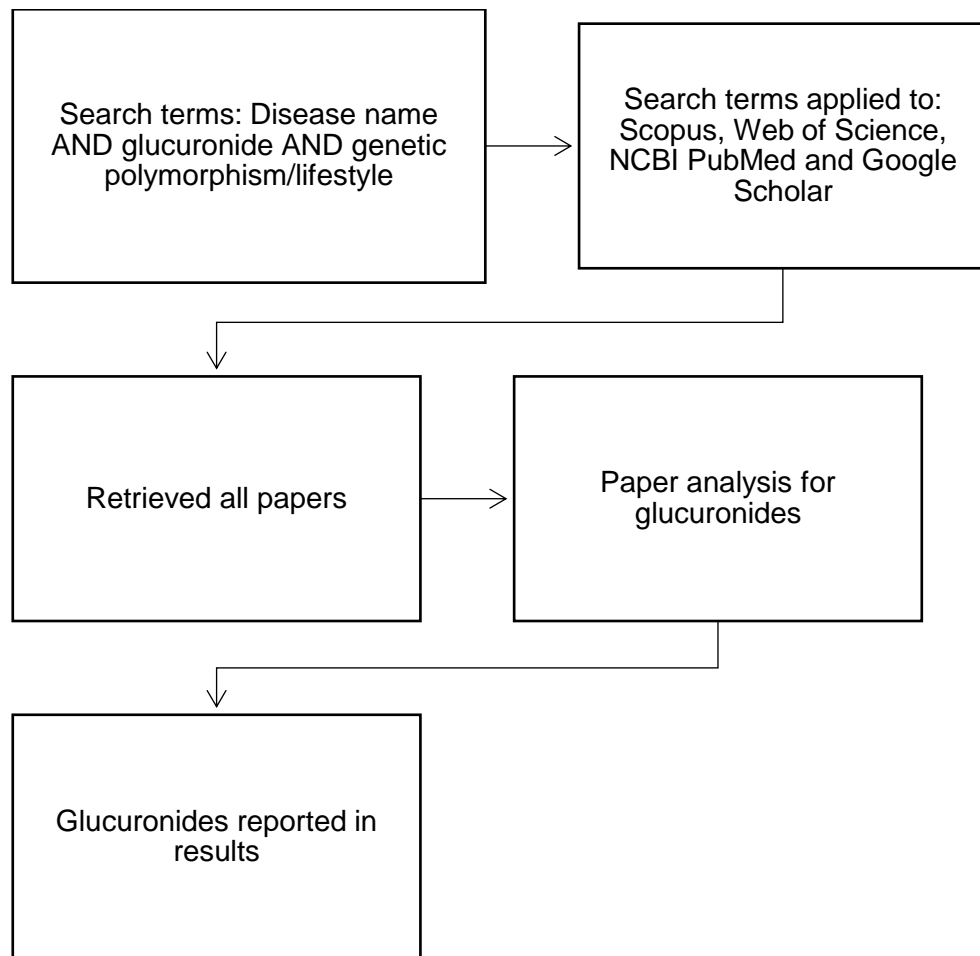 Search terms: Disease name
AND glucuronide AND genetic
polymorphism/lifestyle
Search terms applied to:
Scopus, Web of Science,
NCBI PubMed and Google
Scholar
Retrieved all papers
Paper analysis for
glucuronides
Glucuronides reported in
results